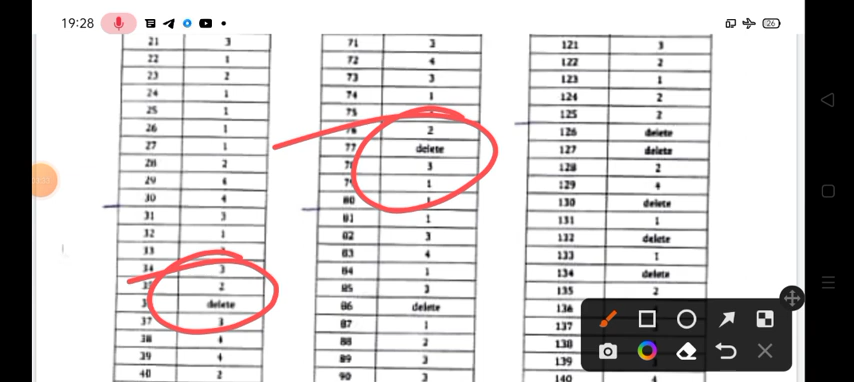 19:28
26
21 3 71 3 121 3
22 1 72 4 122 2
23 2 73 3 123 1
24 1 74 1 124 2
25 1 75 125 2
26 1 76 2 126 delete
27 1 77 delete 127 delete
28 2 3 128 2
29 4 1 129 4
30 4 80 1 130 delete
31 3 81 1 131 1
32 1 82 3 132 delete
33 83 4 133 1
34 3 84 1 134 delete
2 85 3 135 2
delete 86 delete 136
37 3 87 1 137
38 4 88 2 138
39 4 89 3 139
40 2 90 3 140